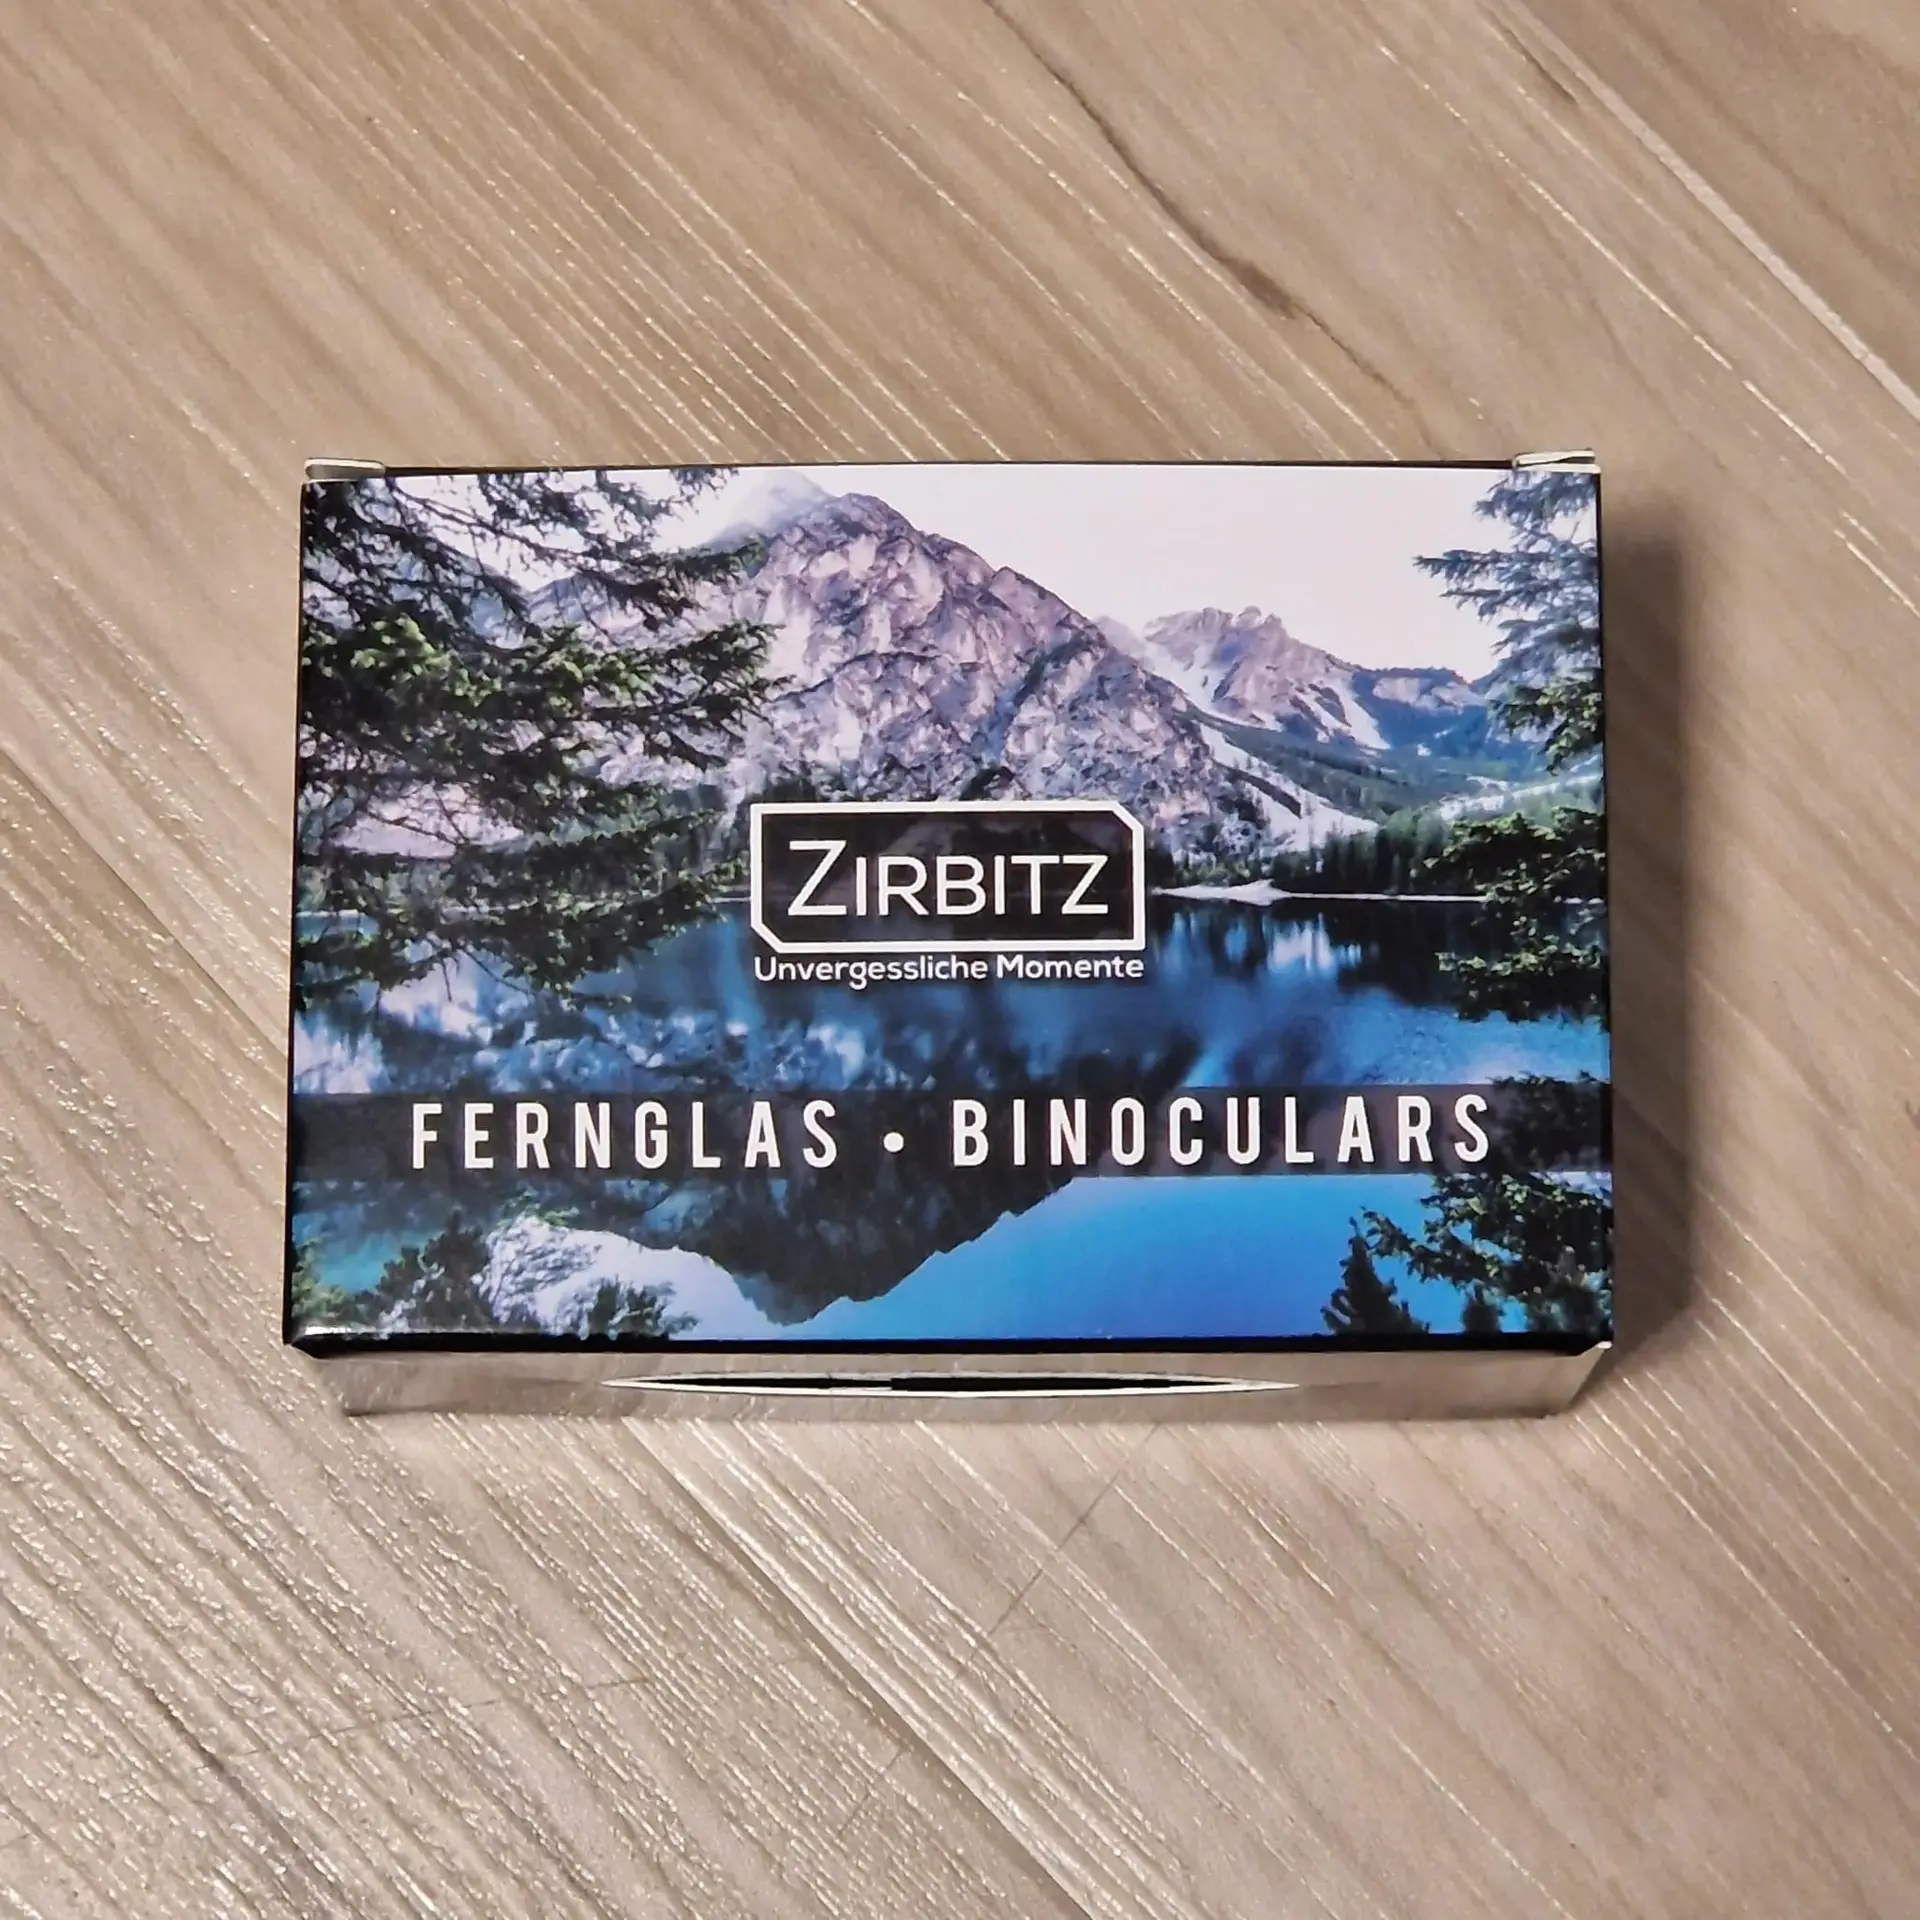 ZIRBITZ
Unvergessliche Momente
FERNGLAS • BINOCULARS